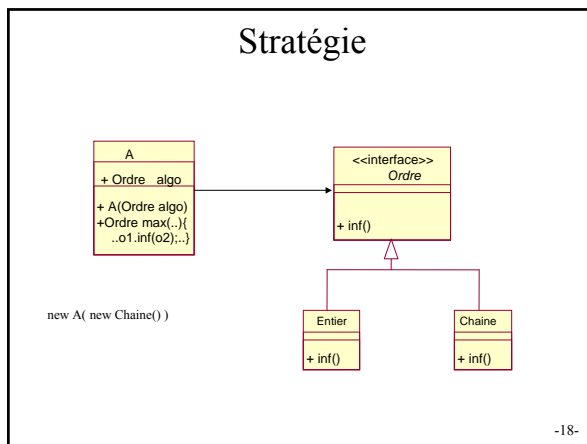 Stratégie
A
+ Ordre algo
+ A(Ordre algo)
+Ordre max(..){
..o1.inf(o2);..}
<<interface>>
Ordre
+ inf()
new A( new Chaine() )
Entier
+ inf()
Chaine
+ inf()
-18-